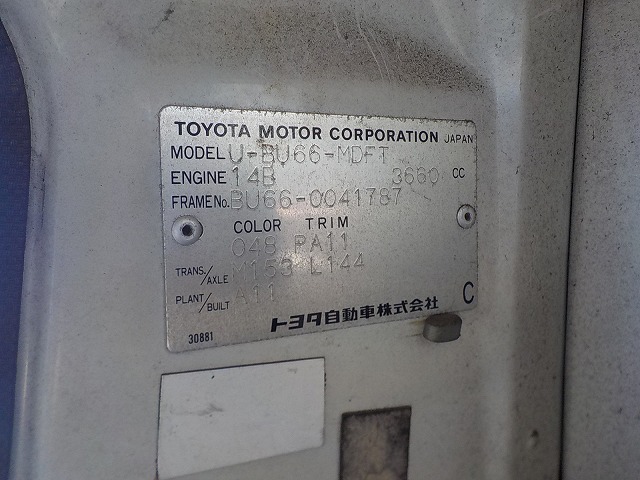 TOYOTA MOTOR CORPORATION JAPAN
MODEL U-BU66-MDFT
ENGINE 14B 3660 CC
FRAME No. BU66-0041787
COLOR TRIM
048 PA11
TRANS./AXLE M153 L144
PLANT/BUILT A11
トヨタ自動車株式会社 C
30881